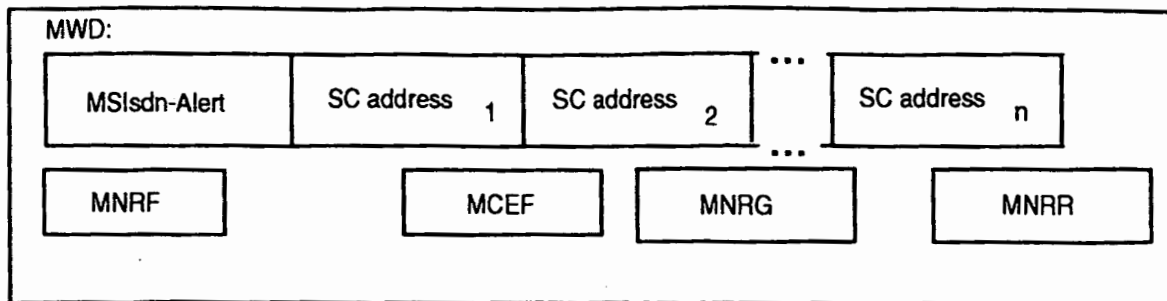 MWD:
MSIsdn-Alert SC address 1 SC address 2 ... SC address n
...
MNRF MCEF MNRG MNRR